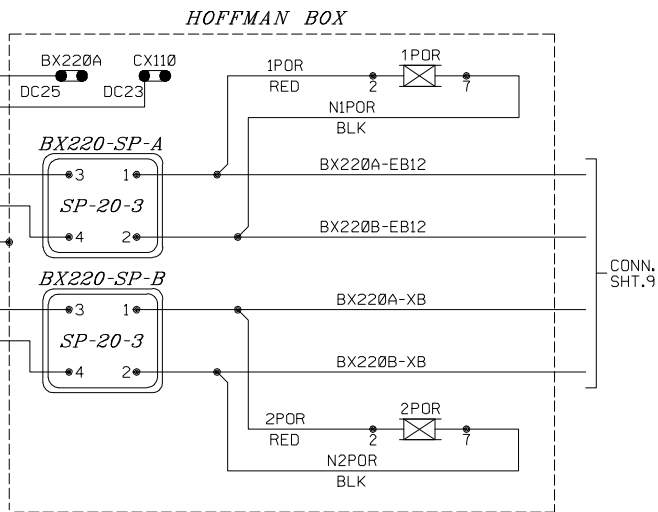 HOFFMAN BOX
BX220A
CX110
DC25
DC23
1POR
RED
1POR
2
7
N1POR
BLK
BX220-SP-A
3
1
SP-20-3
4
2
BX220A-EB12
BX220B-EB12
CONN.
SHT.9
BX220-SP-B
3
1
SP-20-3
4
2
BX220A-XB
BX220B-XB
2POR
RED
2POR
2
7
N2POR
BLK